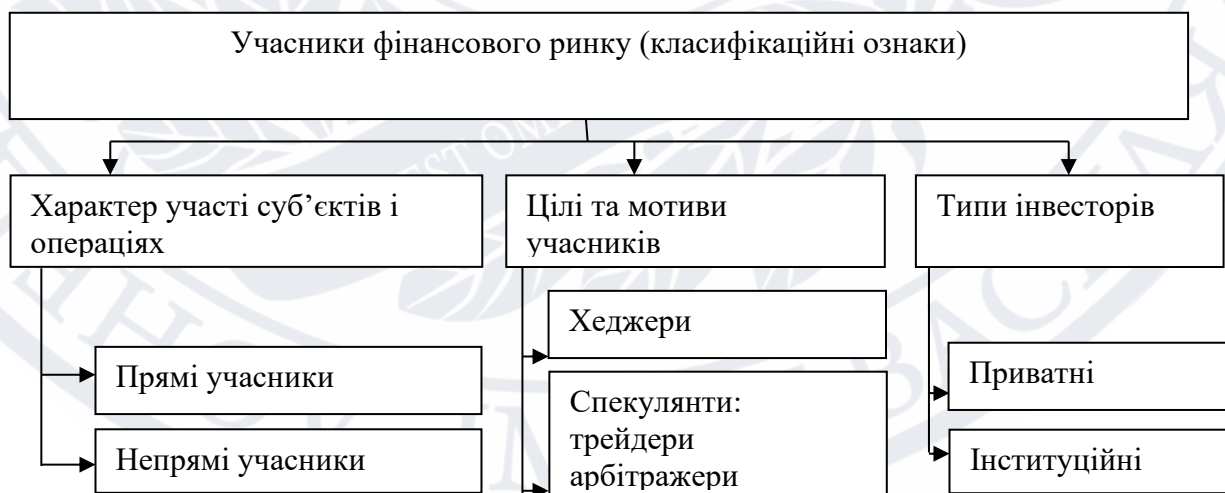 Учасники фінансового ринку (класифікаційні ознаки)
Характер участі суб’єктів і
операціях
Прямі учасники
Непрямі учасники
Цілі та мотиви
учасників
Хеджери
Спекулянти:
трейдери
арбітражери
Типи інвесторів
Приватні
Інституційні